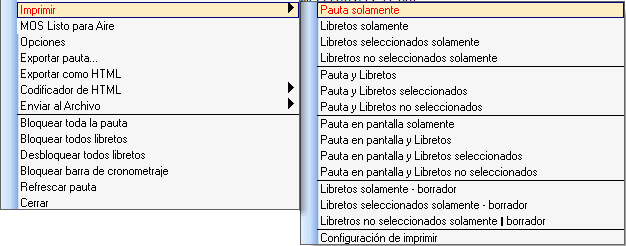 Imprimir
MOS Listo para Aire
Opciones
Exportar pauta...
Exportar como HTML
Codificador de HTML
Enviar al Archivo
Bloquear toda la pauta
Bloquear todos libretos
Desbloquear todos libretos
Bloquear barra de cronometraje
Refrescar pauta
Cerrar
Pauta solamente
Libretos solamente
Libretos seleccionados solamente
Libretros no seleccionados solamente
Pauta y Libretos
Pauta y Libretos seleccionados
Pauta y Libretos no seleccionados
Pauta en pantalla solamente
Pauta en pantalla y Libretos
Pauta en pantalla y Libretos seleccionados
Pauta en pantalla y Libretos no seleccionados
Libretos solamente - borrador
Libretos seleccionados solamente - borrador
Libretros no seleccionados solamente | borrador
Configuración de imprimir